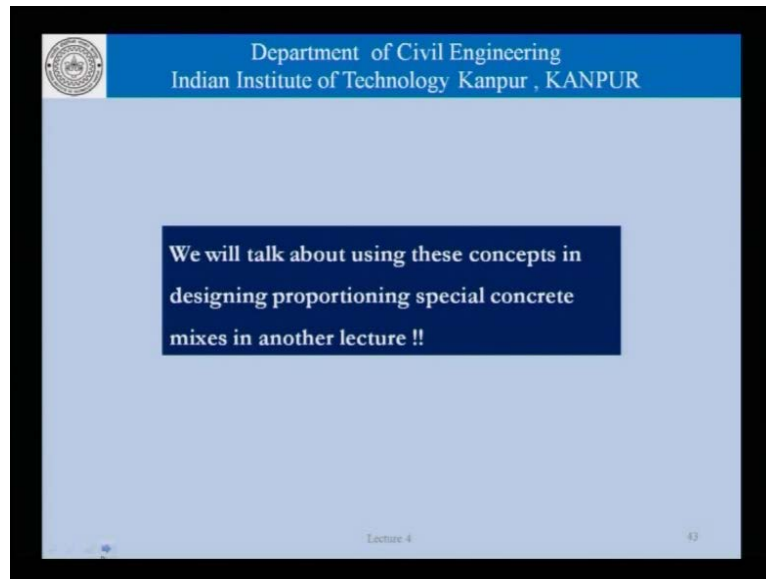 Department of Civil Engineering
Indian Institute of Technology Kanpur , KANPUR
We will talk about using these concepts in
designing proportioning special concrete
mixes in another lecture !!
Lecture 4
43